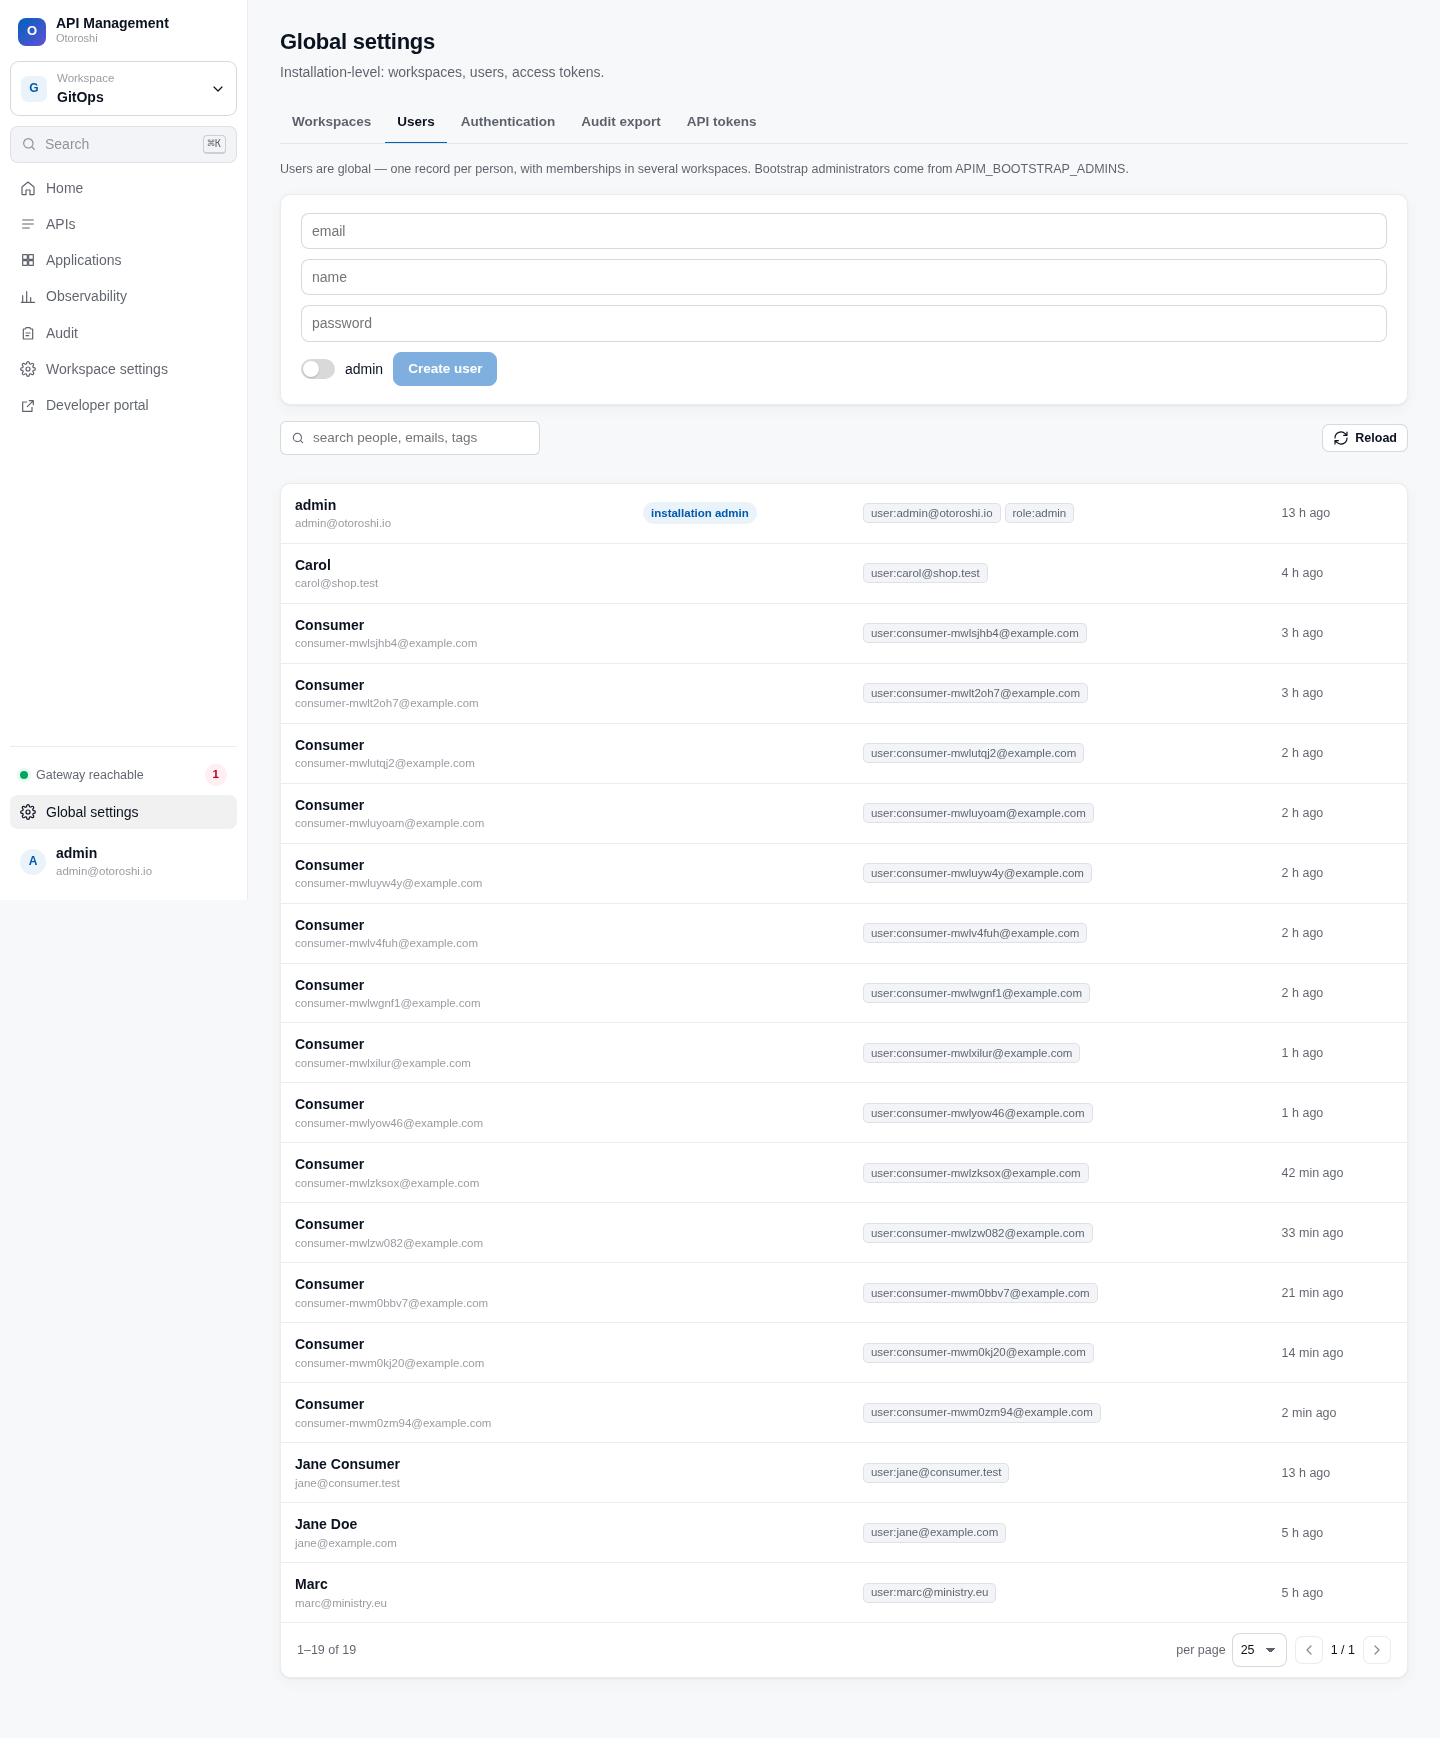 O
API Management
Otoroshi
G
Workspace
GitOps
Search
⌘K
Home
APIs
Applications
Observability
Audit
Workspace settings
Developer portal
Gateway reachable
1
Global settings
A
admin
admin@otoroshi.io
Global settings
Installation-level: workspaces, users, access tokens.
Workspaces Users Authentication Audit export API tokens
Users are global — one record per person, with memberships in several workspaces. Bootstrap administrators come from APIM_BOOTSTRAP_ADMINS.
email
name
password
admin
Create user
search people, emails, tags
Reload
admin
admin@otoroshi.io
installation admin
user:admin@otoroshi.io role:admin
13 h ago
Carol
carol@shop.test
user:carol@shop.test
4 h ago
Consumer
consumer-mwlsjhb4@example.com
user:consumer-mwlsjhb4@example.com
3 h ago
Consumer
consumer-mwlt2oh7@example.com
user:consumer-mwlt2oh7@example.com
3 h ago
Consumer
consumer-mwlutqj2@example.com
user:consumer-mwlutqj2@example.com
2 h ago
Consumer
consumer-mwluyoam@example.com
user:consumer-mwluyoam@example.com
2 h ago
Consumer
consumer-mwluyw4y@example.com
user:consumer-mwluyw4y@example.com
2 h ago
Consumer
consumer-mwlv4fuh@example.com
user:consumer-mwlv4fuh@example.com
2 h ago
Consumer
consumer-mwlwgnf1@example.com
user:consumer-mwlwgnf1@example.com
2 h ago
Consumer
consumer-mwlxilur@example.com
user:consumer-mwlxilur@example.com
1 h ago
Consumer
consumer-mwlyow46@example.com
user:consumer-mwlyow46@example.com
1 h ago
Consumer
consumer-mwlzksox@example.com
user:consumer-mwlzksox@example.com
42 min ago
Consumer
consumer-mwlzw082@example.com
user:consumer-mwlzw082@example.com
33 min ago
Consumer
consumer-mwm0bbv7@example.com
user:consumer-mwm0bbv7@example.com
21 min ago
Consumer
consumer-mwm0kj20@example.com
user:consumer-mwm0kj20@example.com
14 min ago
Consumer
consumer-mwm0zm94@example.com
user:consumer-mwm0zm94@example.com
2 min ago
Jane Consumer
jane@consumer.test
user:jane@consumer.test
13 h ago
Jane Doe
jane@example.com
user:jane@example.com
5 h ago
Marc
marc@ministry.eu
user:marc@ministry.eu
5 h ago
1–19 of 19
per page 25 1 / 1